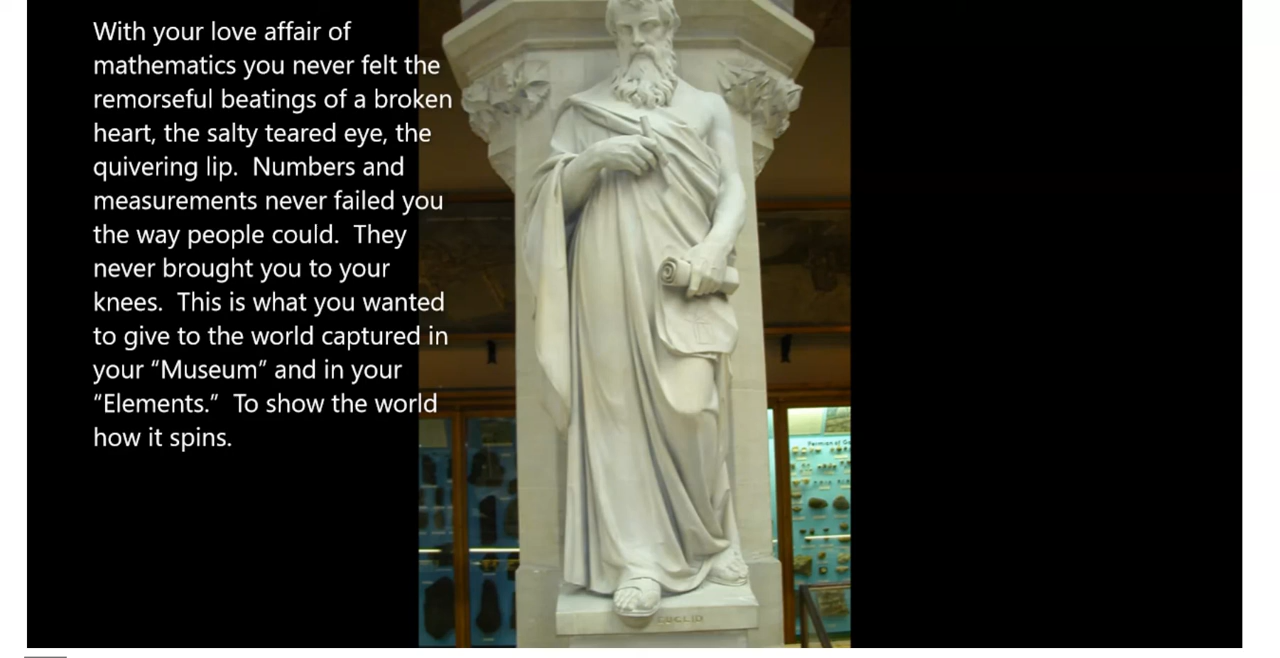 With your love affair of
mathematics you never felt the
remorseful beatings of a broken
heart, the salty teared eye, the
quivering lip.  Numbers and
measurements never failed you
the way people could.  They
never brought you to your
knees.  This is what you wanted
to give to the world captured in
your “Museum” and in your
“Elements.”  To show the world
how it spins.
EUCLID